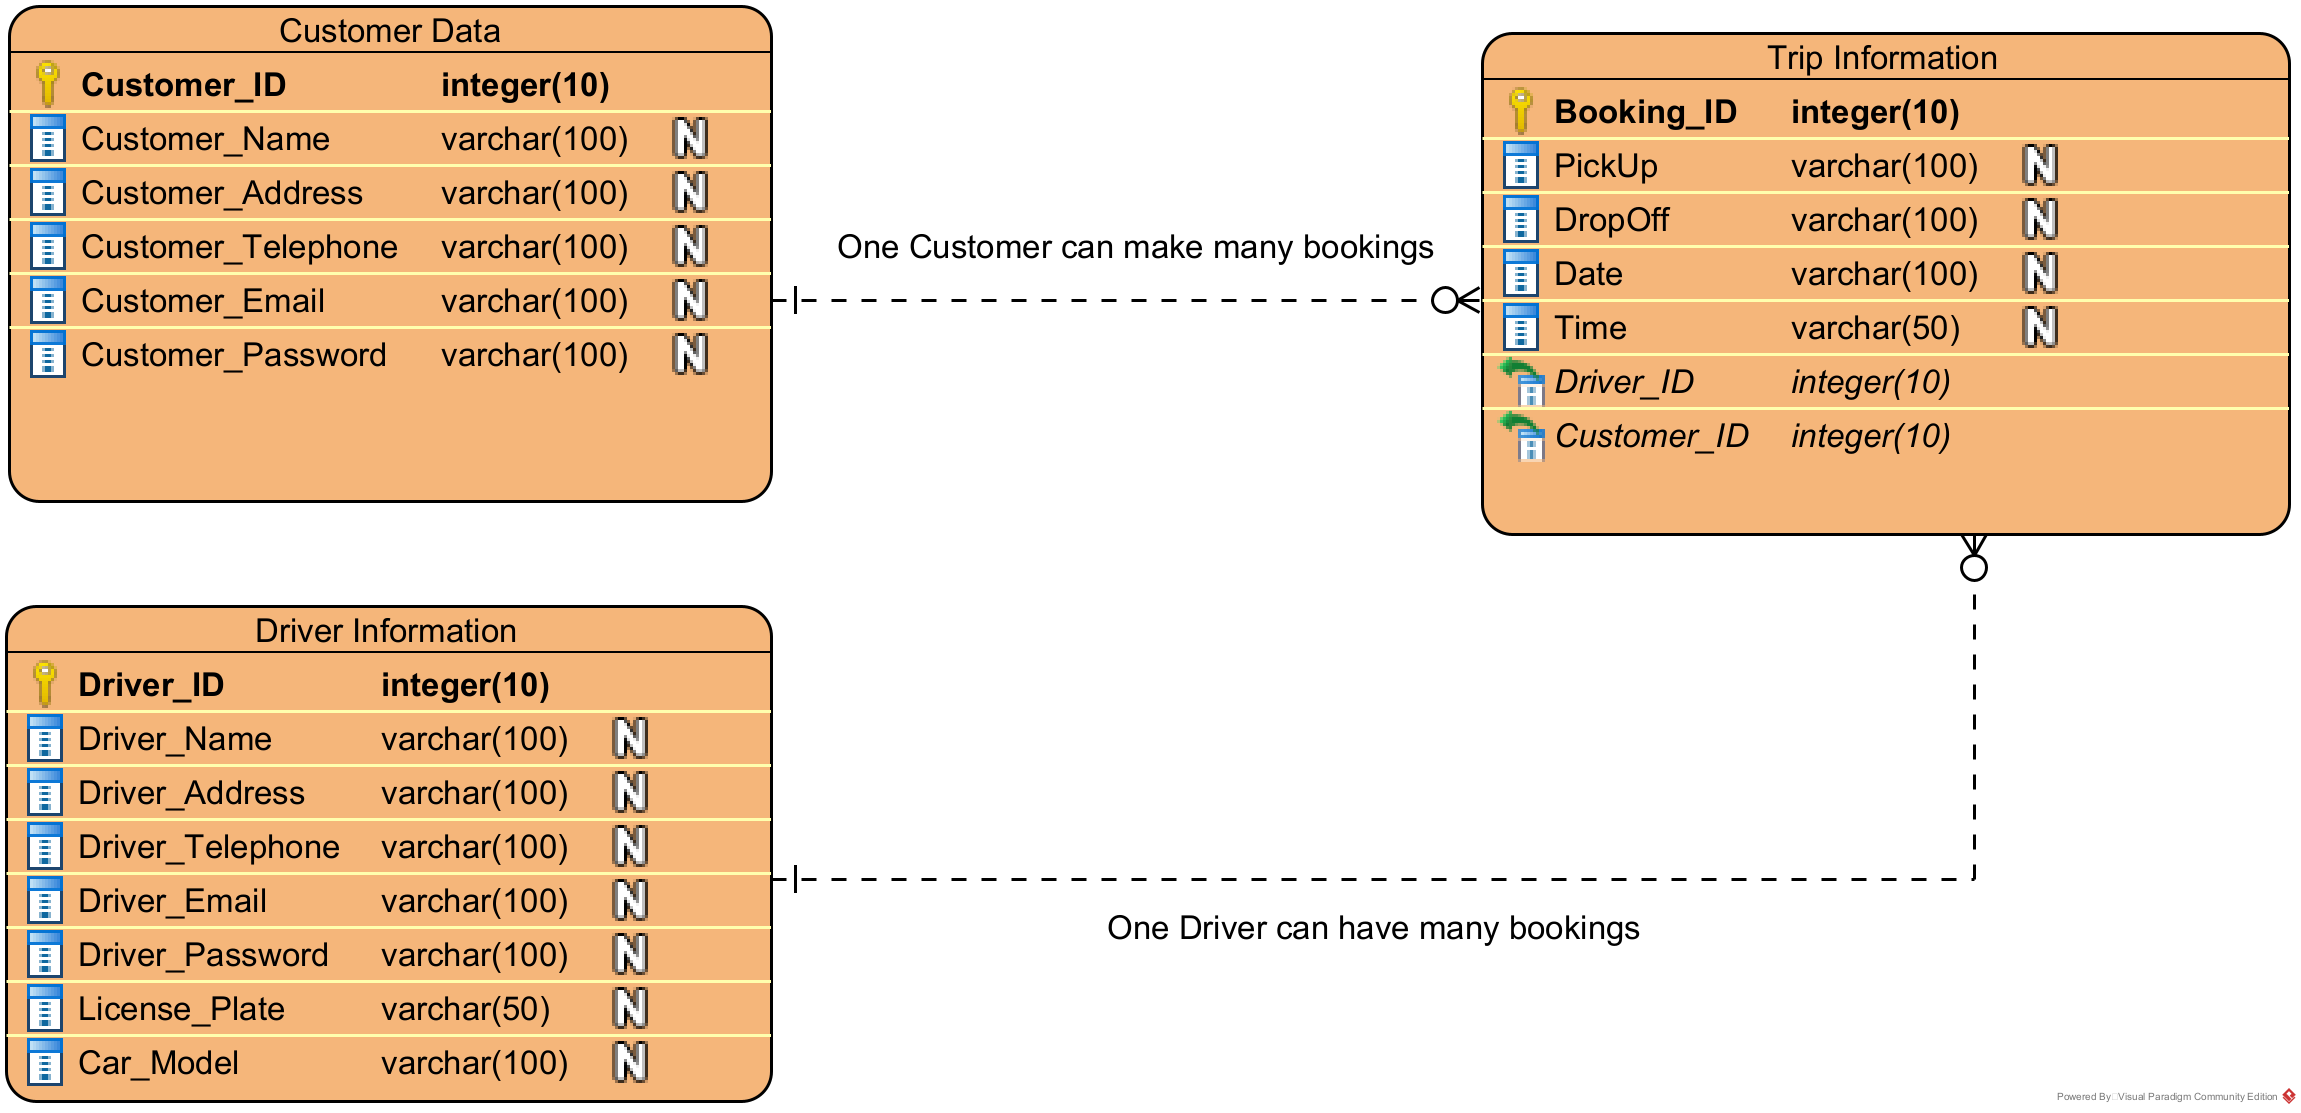 Customer Data
Customer_ID integer(10)
Customer_Name varchar(100) N
Customer_Address varchar(100) N
Customer_Telephone varchar(100) N
Customer_Email varchar(100) N
Customer_Password varchar(100) N
One Customer can make many bookings
Trip Information
Booking_ID integer(10)
PickUp varchar(100) N
DropOff varchar(100) N
Date varchar(100) N
Time varchar(50) N
Driver_ID integer(10)
Customer_ID integer(10)
Driver Information
Driver_ID integer(10)
Driver_Name varchar(100) N
Driver_Address varchar(100) N
Driver_Telephone varchar(100) N
Driver_Email varchar(100) N
Driver_Password varchar(100) N
License_Plate varchar(50) N
Car_Model varchar(100) N
One Driver can have many bookings
Powered By Visual Paradigm Community Edition